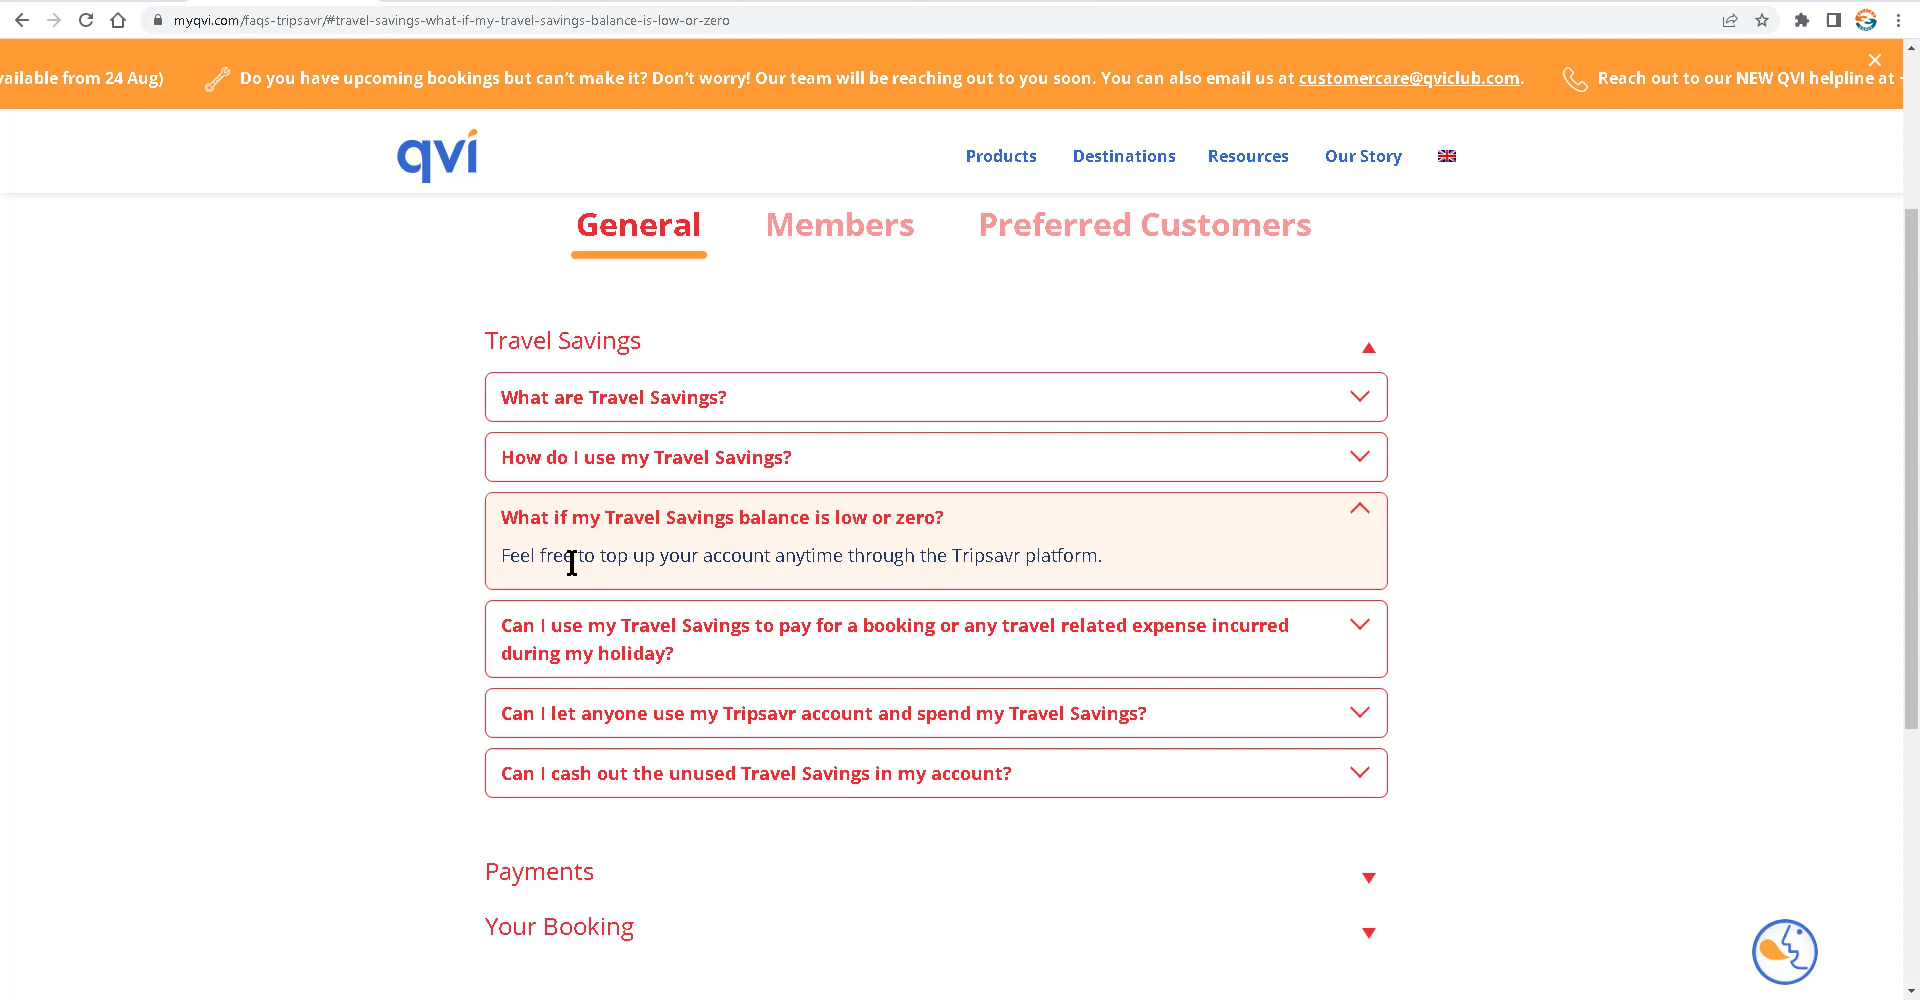 myqvi.com/faqs-tripsavr/#travel-savings-what-if-my-travel-savings-balance-is-low-or-zero
vailable from 24 Aug) Do you have upcoming bookings but can't make it? Don't worry! Our team will be reaching out to you soon. You can also email us at customercare@qviclub.com. Reach out to our NEW QVI helpline at
qvi
Products Destinations Resources Our Story
General Members Preferred Customers
Travel Savings
What are Travel Savings?
How do I use my Travel Savings?
What if my Travel Savings balance is low or zero?
Feel free to top up your account anytime through the Tripsavr platform.
Can I use my Travel Savings to pay for a booking or any travel related expense incurred
during my holiday?
Can I let anyone use my Tripsavr account and spend my Travel Savings?
Can I cash out the unused Travel Savings in my account?
Payments
Your Booking